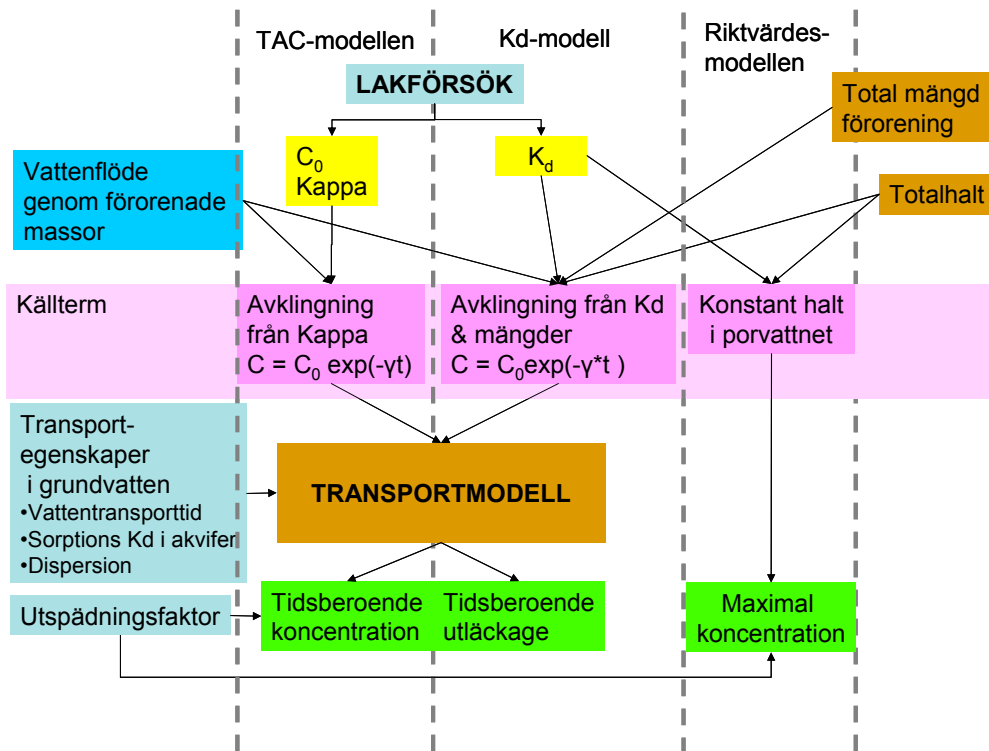 TAC-modellen
Kd-modell
Riktvärdes-
modellen
LAKFÖRSÖK
Total mängd
förorening
C₀
Kappa
K_d
Vattenflöde
genom förorenade
massor
Totalhalt
Källterm
Avklingning
från Kappa
C = C₀ exp(-γt)
Avklingning från Kd
& mängder
C = C₀exp(-γ*t )
Konstant halt
i porvattnet
Transport-
egenskaper
i grundvatten
•Vattentransporttid
•Sorptions Kd i akvifer
•Dispersion
TRANSPORTMODELL
Utspädningsfaktor
Tidsberoende
koncentration
Tidsberoende
utläckage
Maximal
koncentration